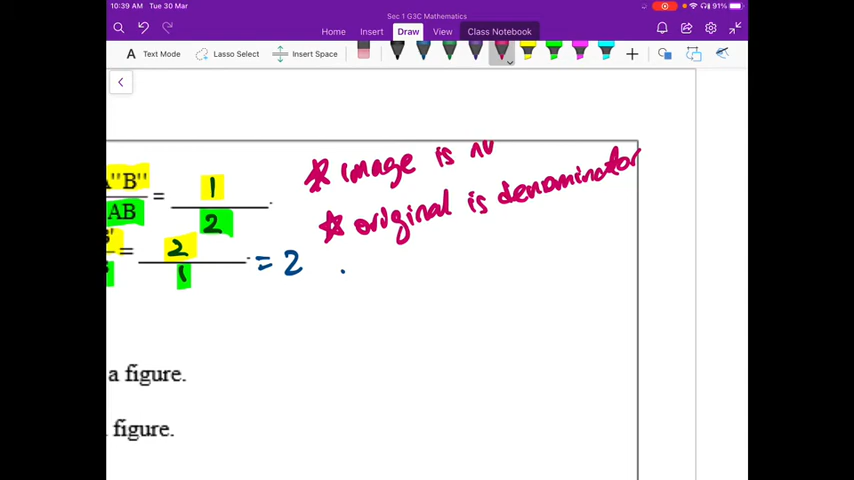 10:39 AM Tue 30 Mar
Sec 1 G3C Mathematics
91%
Home Insert Draw View Class Notebook
A Text Mode Lasso Select Insert Space
image is
original is denominator
A"B" = 1
AB 2
= 2 = 2
1
a figure.
figure.